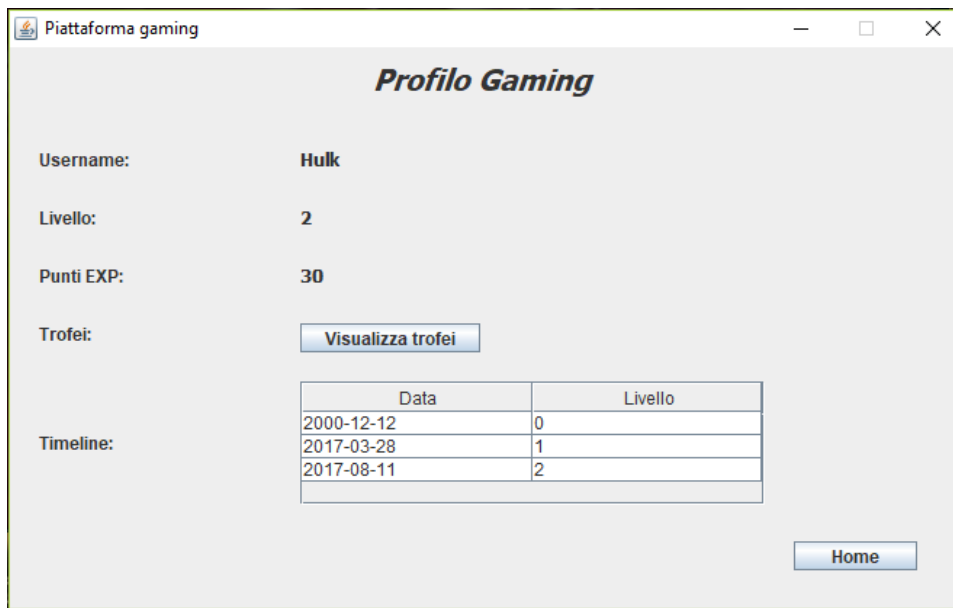 Piattaforma gaming
Profilo Gaming
Username: Hulk
Livello: 2
Punti EXP: 30
Trofei: Visualizza trofei
Data Livello
2000-12-12 0
Timeline: 2017-03-28 1
2017-08-11 2
Home